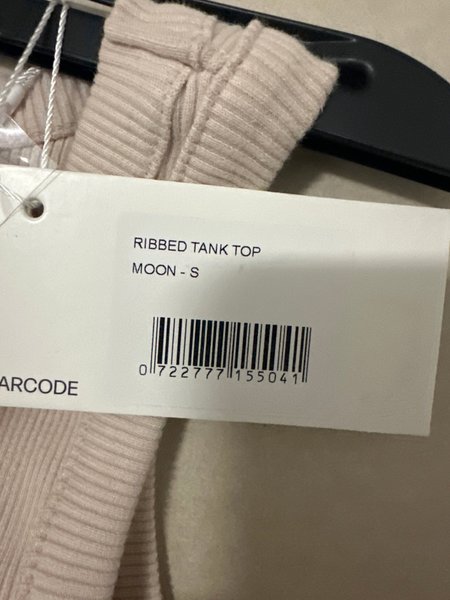 RIBBED TANK TOP
MOON - S
0 722777 155041
ARCODE